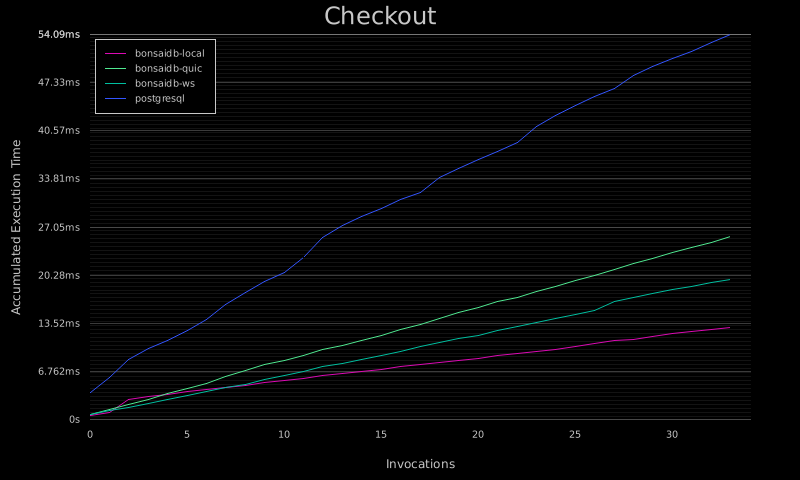 Checkout
54.09ms
47.33ms
40.57ms
33.81ms
27.05ms
20.28ms
13.52ms
6.762ms
0s
bonsaidb-local
bonsaidb-quic
bonsaidb-ws
postgresql
Accumulated Execution Time
0 5 10 15 20 25 30
Invocations